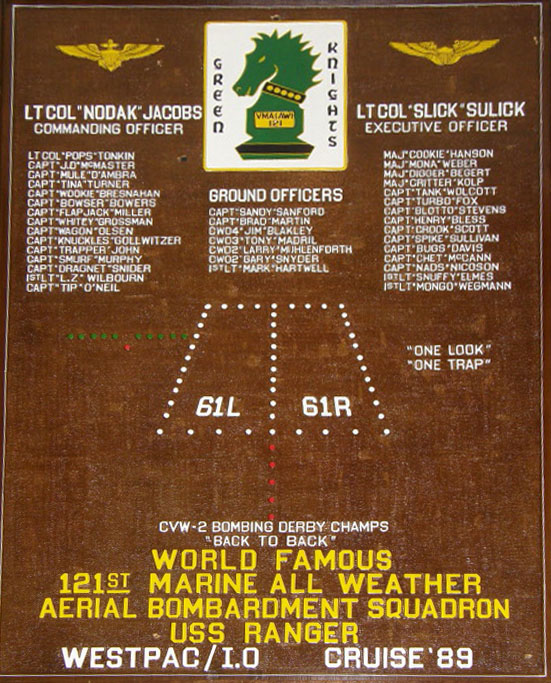 GREEN
KNIGHTS
VMA(AW)
121
LT COL "NODAK" JACOBS
COMMANDING OFFICER
LT COL "SLICK" SULICK
EXECUTIVE OFFICER
LT COL "POPS" TONKIN
CAPT "J.D" McMASTER
CAPT "MULE" D'AMBRA
CAPT "TINA" TURNER
CAPT "WOOKIE" BRESNAHAN
CAPT "BOWSER" BOWERS
CAPT "FLAPJACK" MILLER
CAPT "WHITEY" GROSSMAN
CAPT "WAGON" OLSEN
CAPT "KNUCKLES" GOLLWITZER
CAPT "TRAPPER" JOHN
CAPT "SMURF" MURPHY
CAPT "DRAGNET" SNIDER
1ST LT "L.Z." WILBOURN
CAPT "TIP" O'NEIL
GROUND OFFICERS
CAPT "SANDY" SANFORD
CAPT "BRAD" MARTIN
CWO4 "JIM" BLAKLEY
CWO3 "TONY" MADRIL
CWO2 "LARRY" MUHLENFORTH
CWO2 "GARY" SNYDER
1ST LT "MARK" HARTWELL
MAJ "COOKIE" HANSON
MAJ "MONA" WEBER
MAJ "DIGGER" BEGERT
MAJ "CRITTER" KOLP
CAPT "TANK" WOLCOTT
CAPT "TURBO" FOX
CAPT "BLOTTO" STEVENS
CAPT "HENRY" BLESS
CAPT "CROOK" SCOTT
CAPT "SPIKE" SULLIVAN
CAPT "BUGS" DAVIS
CAPT "CHET" McCANN
CAPT "NADS" NICOSON
1ST LT "SNUFFY" ELMES
1ST LT "MONGO" WEGMANN
"ONE LOOK"
"ONE TRAP"
61L 61R
CVW-2 BOMBING DERBY CHAMPS
"BACK TO BACK"
WORLD FAMOUS
121ST MARINE ALL WEATHER
AERIAL BOMBARDMENT SQUADRON
USS RANGER
WESTPAC/I.O CRUISE '89